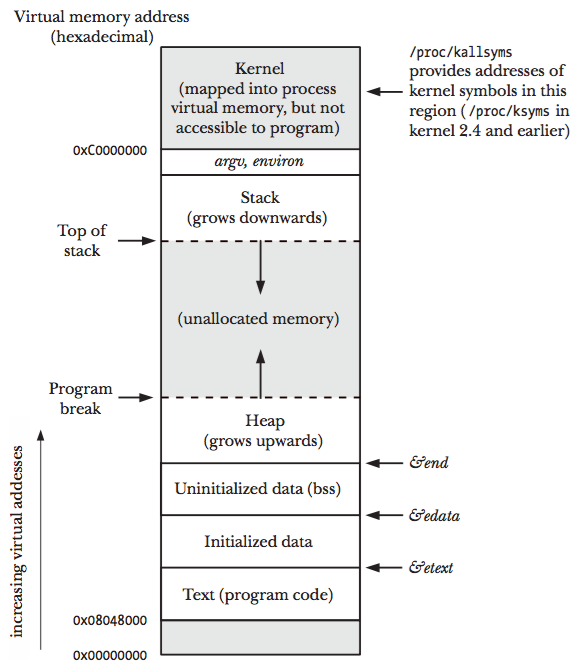 Virtual memory address
(hexadecimal)
/proc/kallsyms
provides addresses of
kernel symbols in this
region (/proc/ksyms in
kernel 2.4 and earlier)
Kernel
(mapped into process
virtual memory, but not
accessible to program)
0xC0000000
argv, environ
Stack
(grows downwards)
Top of
stack
(unallocated memory)
Program
break
Heap
(grows upwards)
&end
Uninitialized data (bss)
&edata
Initialized data
&etext
Text (program code)
0x08048000
0x00000000
increasing virtual addesses